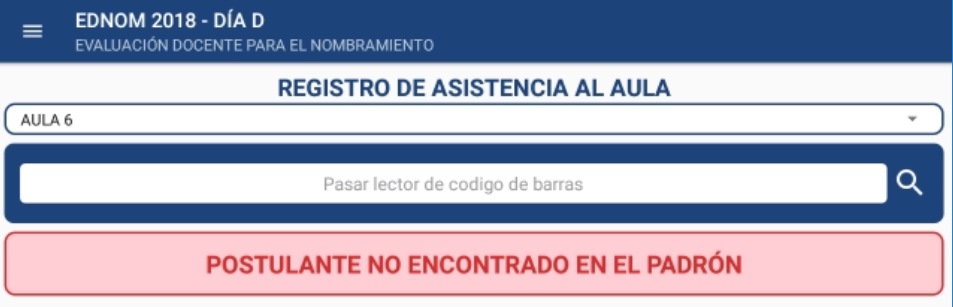 EDNOM 2018 - DÍA D
EVALUACIÓN DOCENTE PARA EL NOMBRAMIENTO
REGISTRO DE ASISTENCIA AL AULA
AULA 6
Pasar lector de codigo de barras
POSTULANTE NO ENCONTRADO EN EL PADRÓN